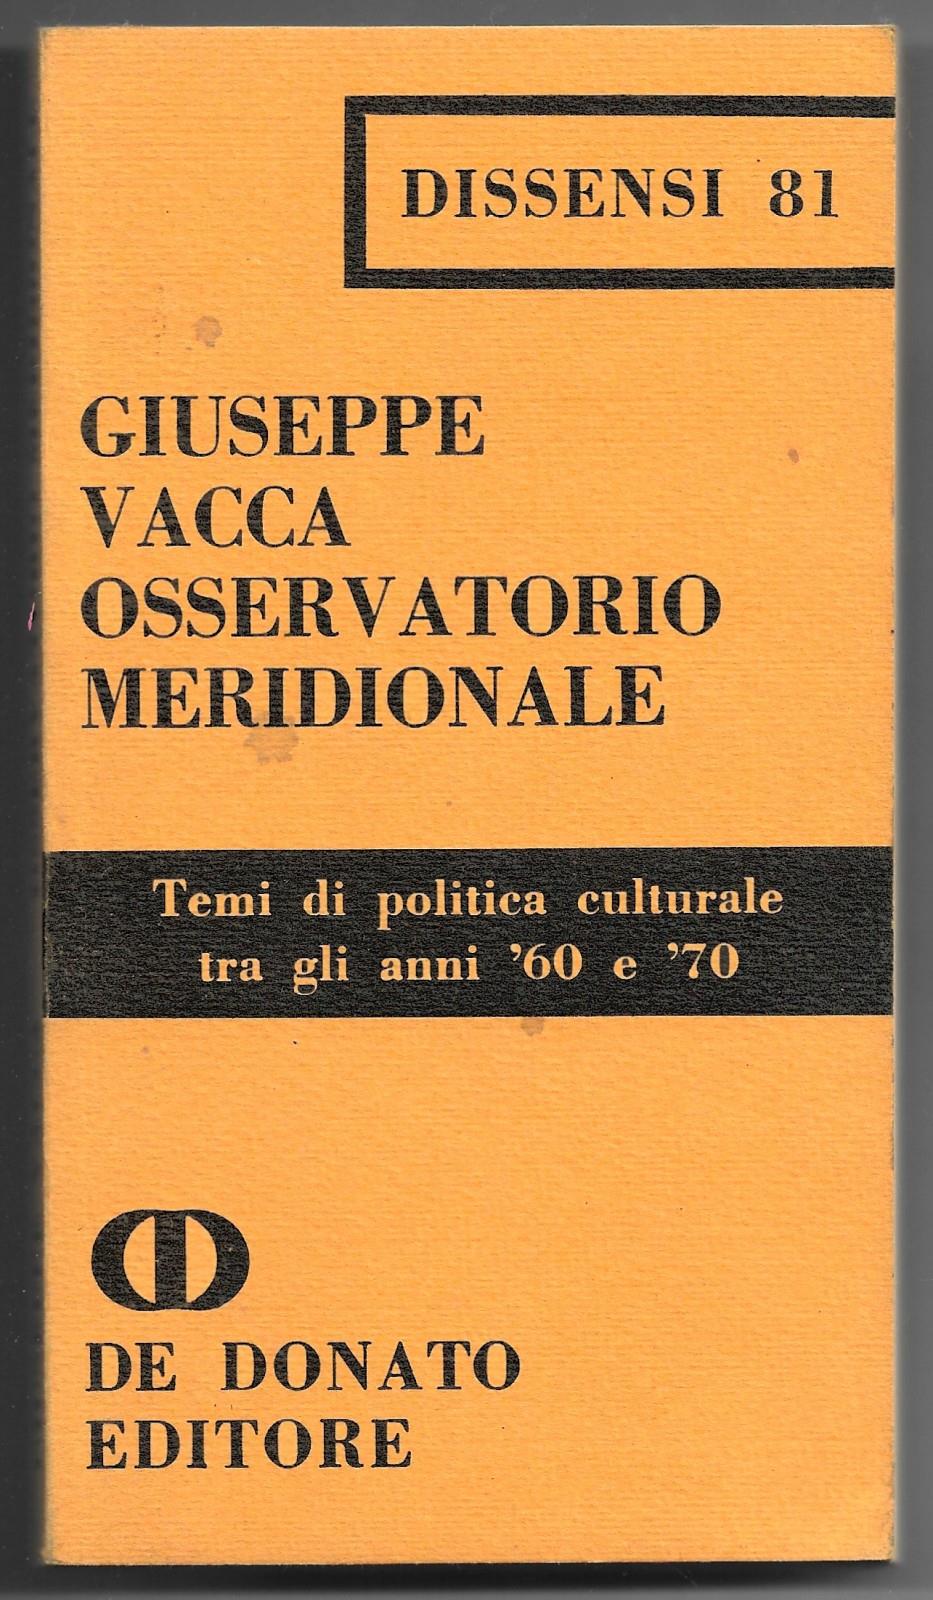 DISSENSI 81
GIUSEPPE
VACCA
OSSERVATORIO
MERIDIONALE
Temi di politica culturale
tra gli anni ’60 e ’70
DE DONATO
EDITORE